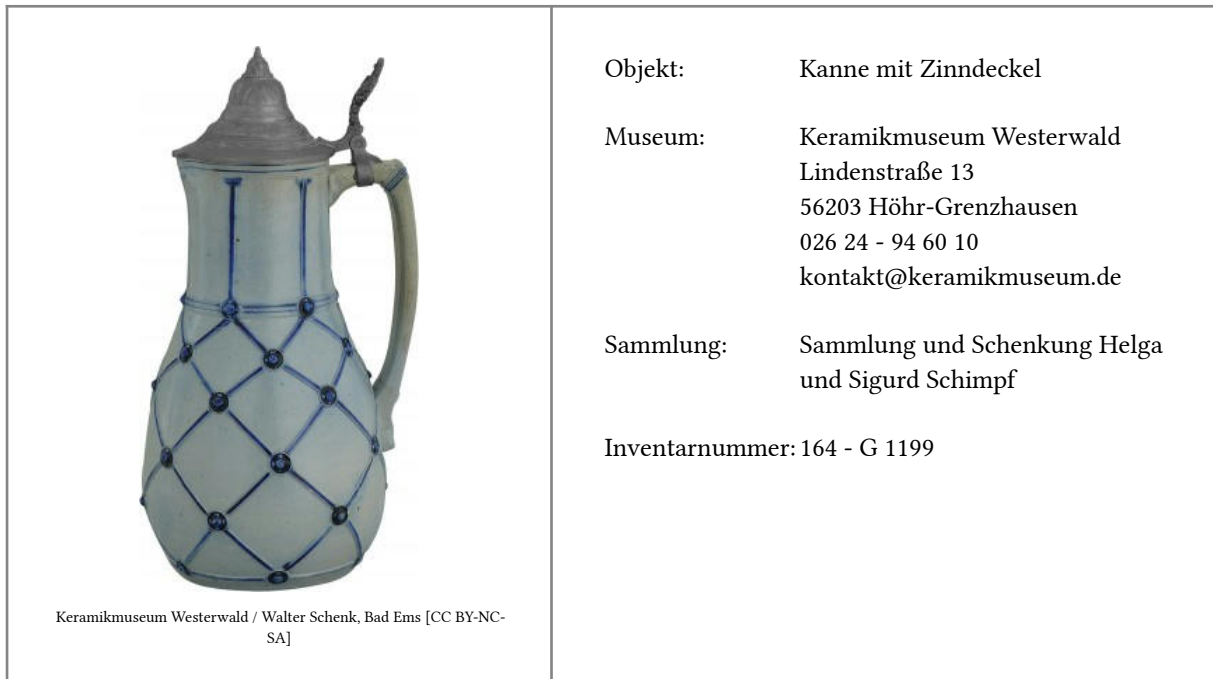 Keramikmuseum Westerwald / Walter Schenk, Bad Ems [CC BY-NC-
SA]
Objekt: Kanne mit Zinndeckel
Museum: Keramikmuseum Westerwald
Lindenstraße 13
56203 Höhr-Grenzhausen
026 24 - 94 60 10
kontakt@keramikmuseum.de
Sammlung: Sammlung und Schenkung Helga
und Sigurd Schimpf
Inventarnummer: 164 - G 1199